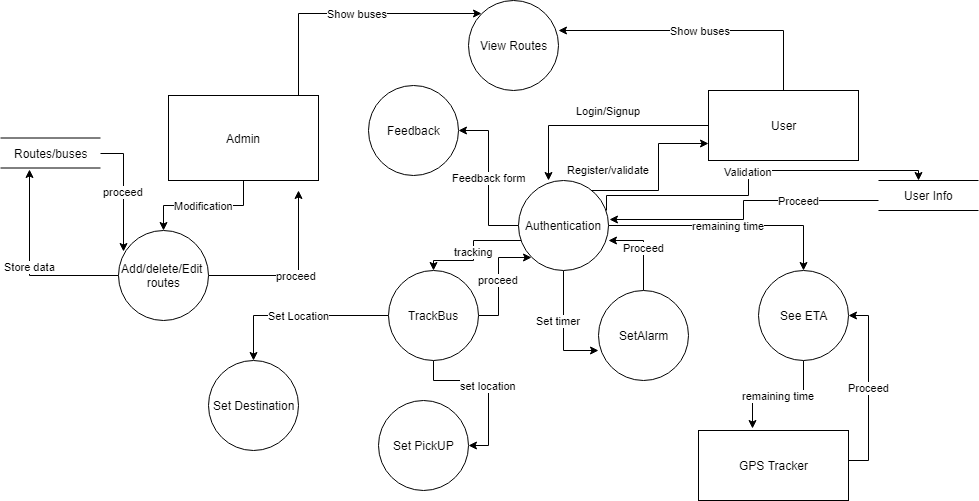 Show buses
View Routes
Show buses
Admin
Feedback
Login/Signup
User
Routes/buses
proceed
Feedback form
Register/validate
Validation
User Info
Modification
Authentication
Proceed
remaining time
Store data
Add/delete/Edit
routes
proceed
tracking
proceed
Proceed
Set Location
TrackBus
Set timer
SetAlarm
See ETA
set location
Set Destination
remaining time
Proceed
Set PickUP
GPS Tracker